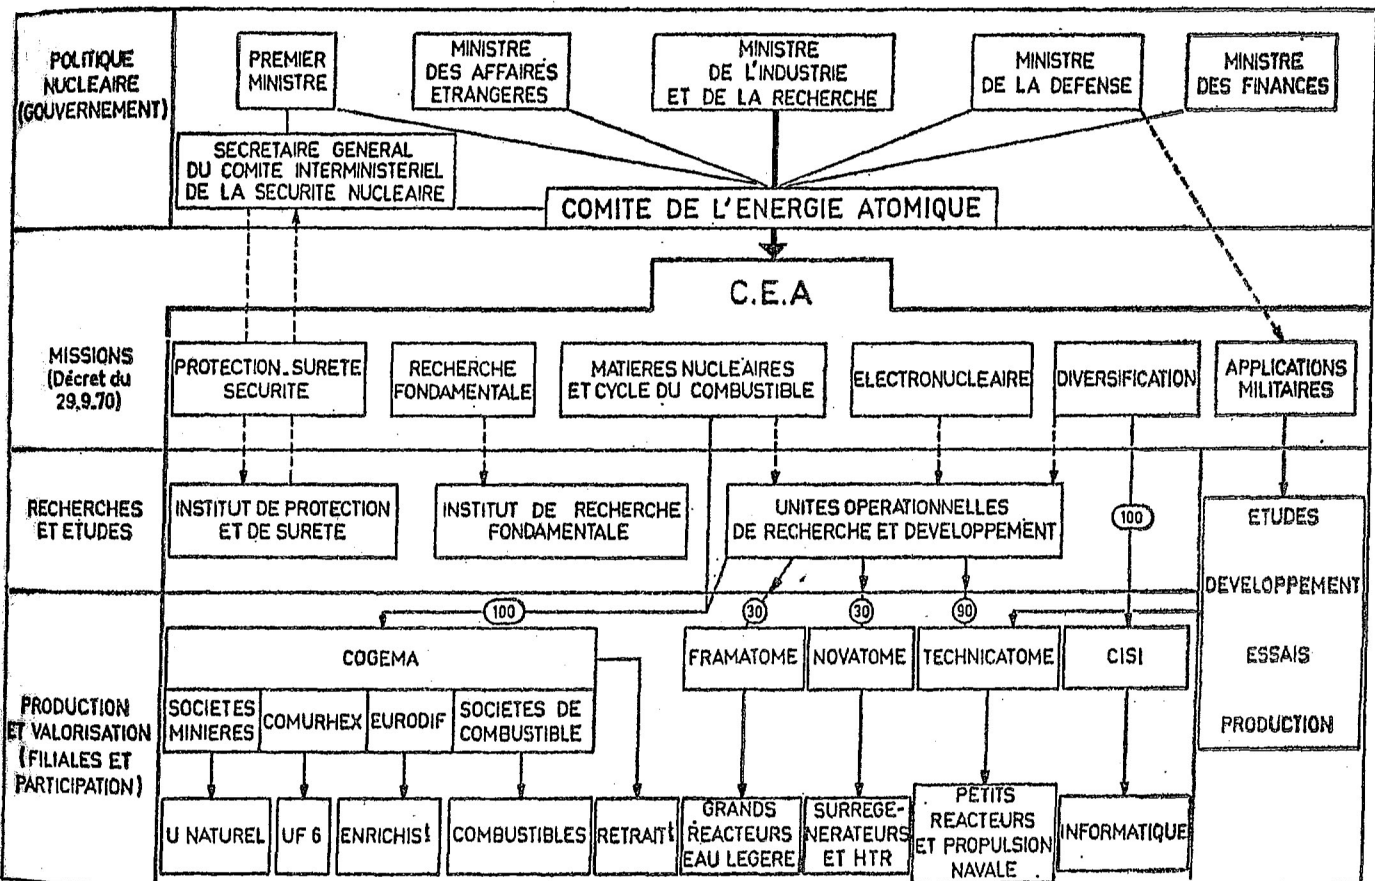 POLITIQUE
NUCLEAIRE
(GOUVERNEMENT)
PREMIER
MINISTRE
MINISTRE
DES AFFAIRES
ETRANGERES
MINISTRE
DE L'INDUSTRIE
ET DE LA RECHERCHE
MINISTRE
DE LA DEFENSE
MINISTRE
DES FINANCES
SECRETAIRE GENERAL
DU COMITE INTERMINISTERIEL
DE LA SECURITE NUCLEAIRE
COMITE DE L'ENERGIE ATOMIQUE
C.E.A
MISSIONS
(Décret du
29.9.70)
PROTECTION_SURETE
SECURITE
RECHERCHE
FONDAMENTALE
MATIERES NUCLEAIRES
ET CYCLE DU COMBUSTIBLE
ELECTRONUCLEAIRE
DIVERSIFICATION
APPLICATIONS
MILITAIRES
RECHERCHES
ET ETUDES
INSTITUT DE PROTECTION
ET DE SURETE
INSTITUT DE RECHERCHE
FONDAMENTALE
UNITES OPERATIONNELLES
DE RECHERCHE ET DEVELOPPEMENT
100
ETUDES
DEVELOPPEMENT
ESSAIS
PRODUCTION
PRODUCTION
ET VALORISATION
(FILIALES ET
PARTICIPATION)
100
30
30
90
COGEMA
FRAMATOME
NOVATOME
TECHNICATOME
CISI
SOCIETES
MINIERES
COMURHEX
EURODIF
SOCIETES DE
COMBUSTIBLE
U NATUREL
UF 6
ENRICHISt
COMBUSTIBLES
RETRAITt
GRANDS
REACTEURS
EAU LEGERE
SURREGE-
NERATEURS
ET HTR
PETITS
REACTEURS
ET PROPULSION
NAVALE
INFORMATIQUE